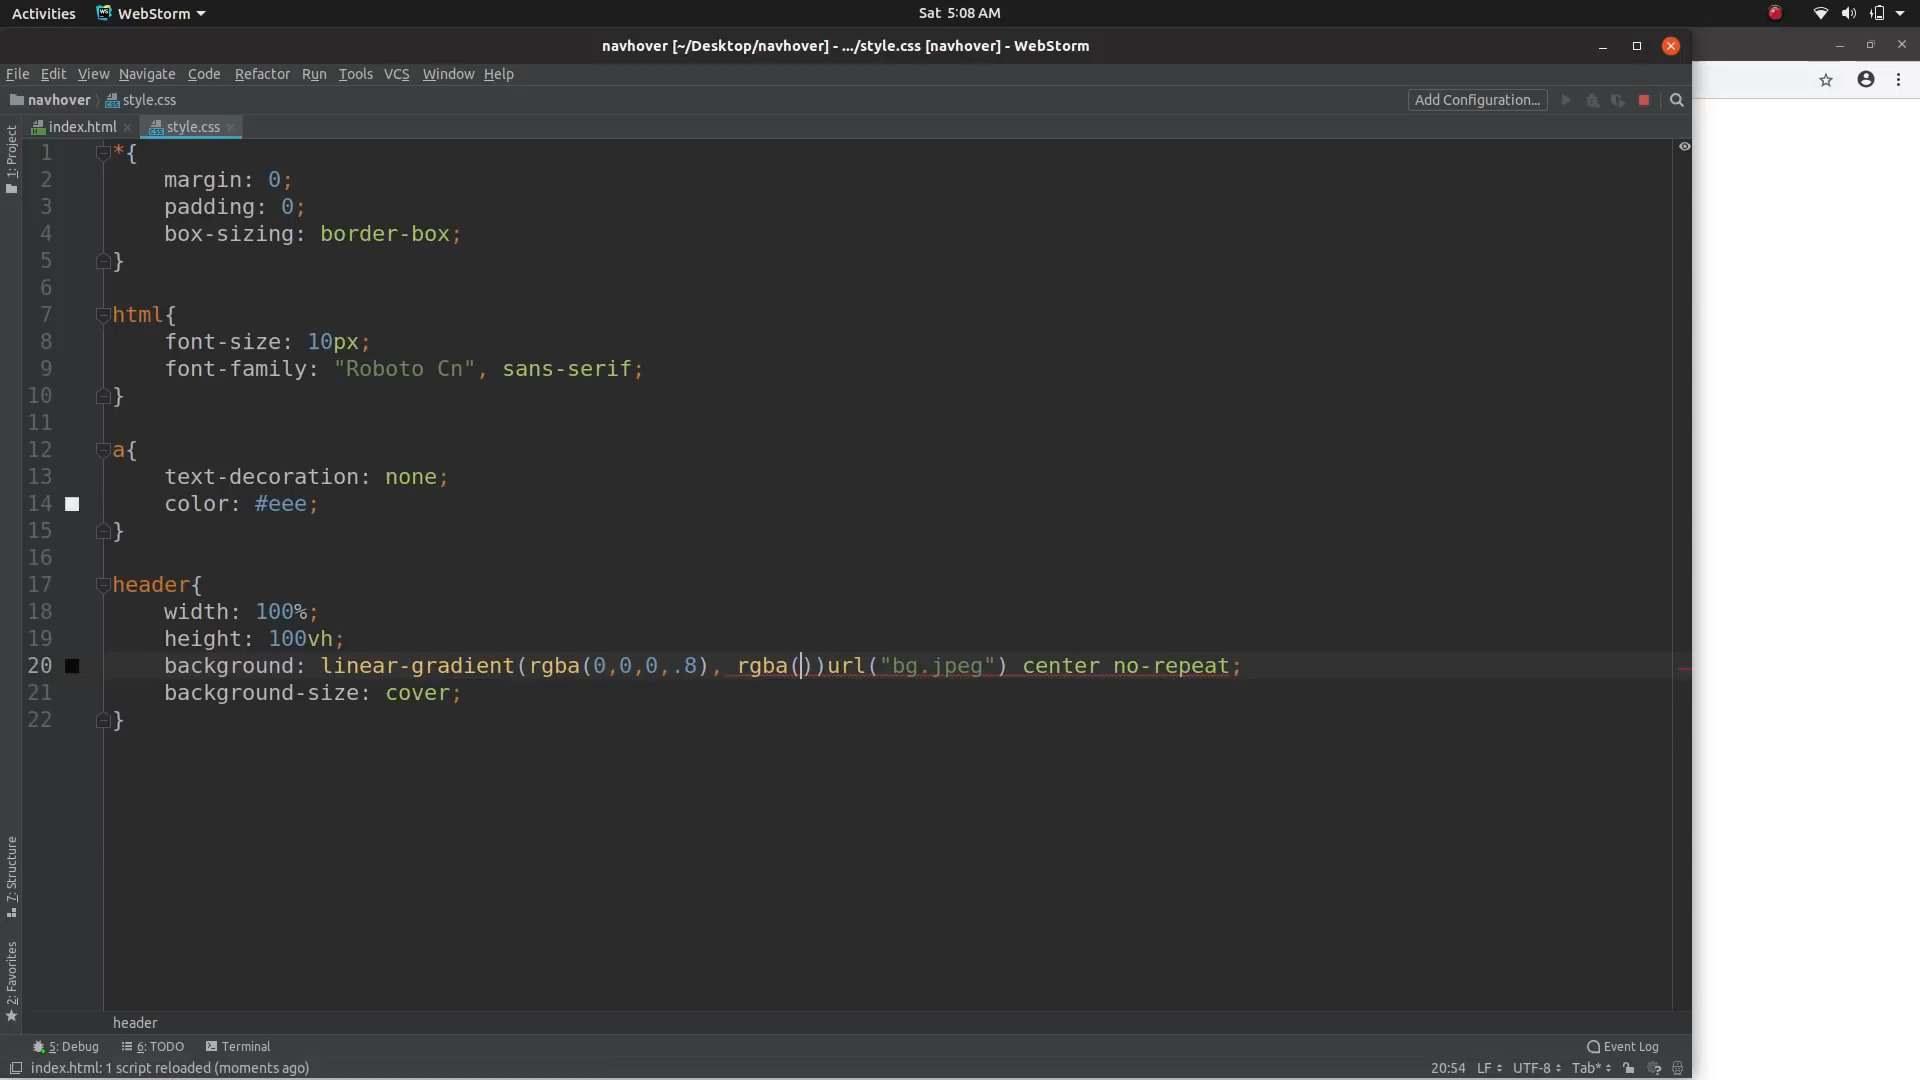 Activities WebStorm Sat 5:08 AM
navhover [~/Desktop/navhover] - .../style.css [navhover] - WebStorm
File Edit View Navigate Code Refactor Run Tools VCS Window Help
navhover style.css Add Configuration...
index.html style.css
1: Project
1 *{
2 margin: 0;
3 padding: 0;
4 box-sizing: border-box;
5 }
6
7 html{
8 font-size: 10px;
9 font-family: "Roboto Cn", sans-serif;
10 }
11
12 a{
13 text-decoration: none;
14 color: #eee;
15 }
16
17 header{
18 width: 100%;
19 height: 100vh;
20 background: linear-gradient(rgba(0,0,0,.8), rgba())url("bg.jpeg") center no-repeat;
21 background-size: cover;
22 }
7: Structure
2: Favorites
header
5: Debug 6: TODO Terminal Event Log
index.html: 1 script reloaded (moments ago) 20:54 LF UTF-8 Tab*